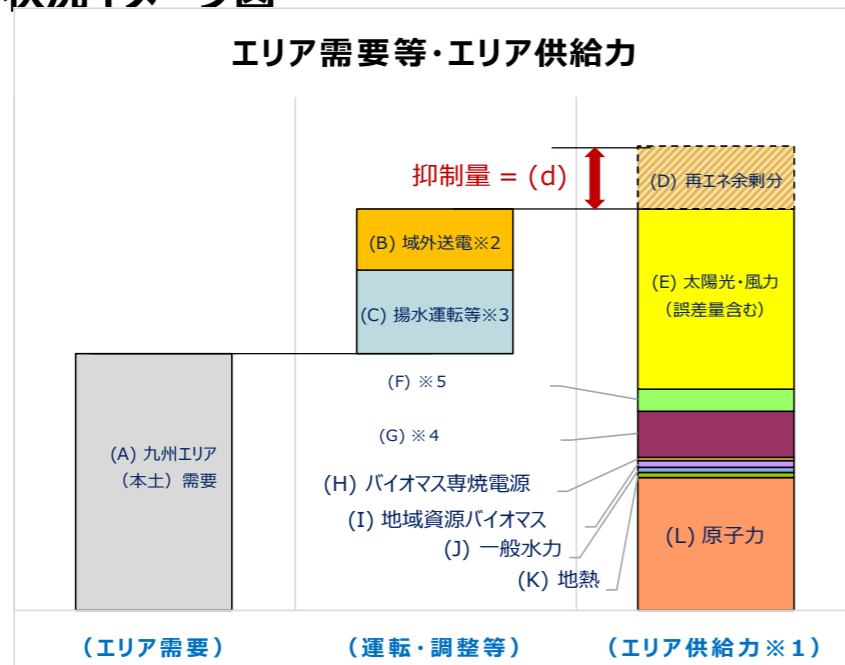 エリア需要等・エリア供給力
抑制量 = (d)
(D) 再エネ余剰分
(B) 域外送電※2
(C) 揚水運転等※3
(E) 太陽光・風力
（誤差量含む）
(F) ※5
(G) ※4
(A) 九州エリア
（本土）需要
(H) バイオマス専焼電源
(I) 地域資源バイオマス
(J) 一般水力
(K) 地熱
(L) 原子力
（エリア需要）
（運転・調整等）
（エリア供給力※1）